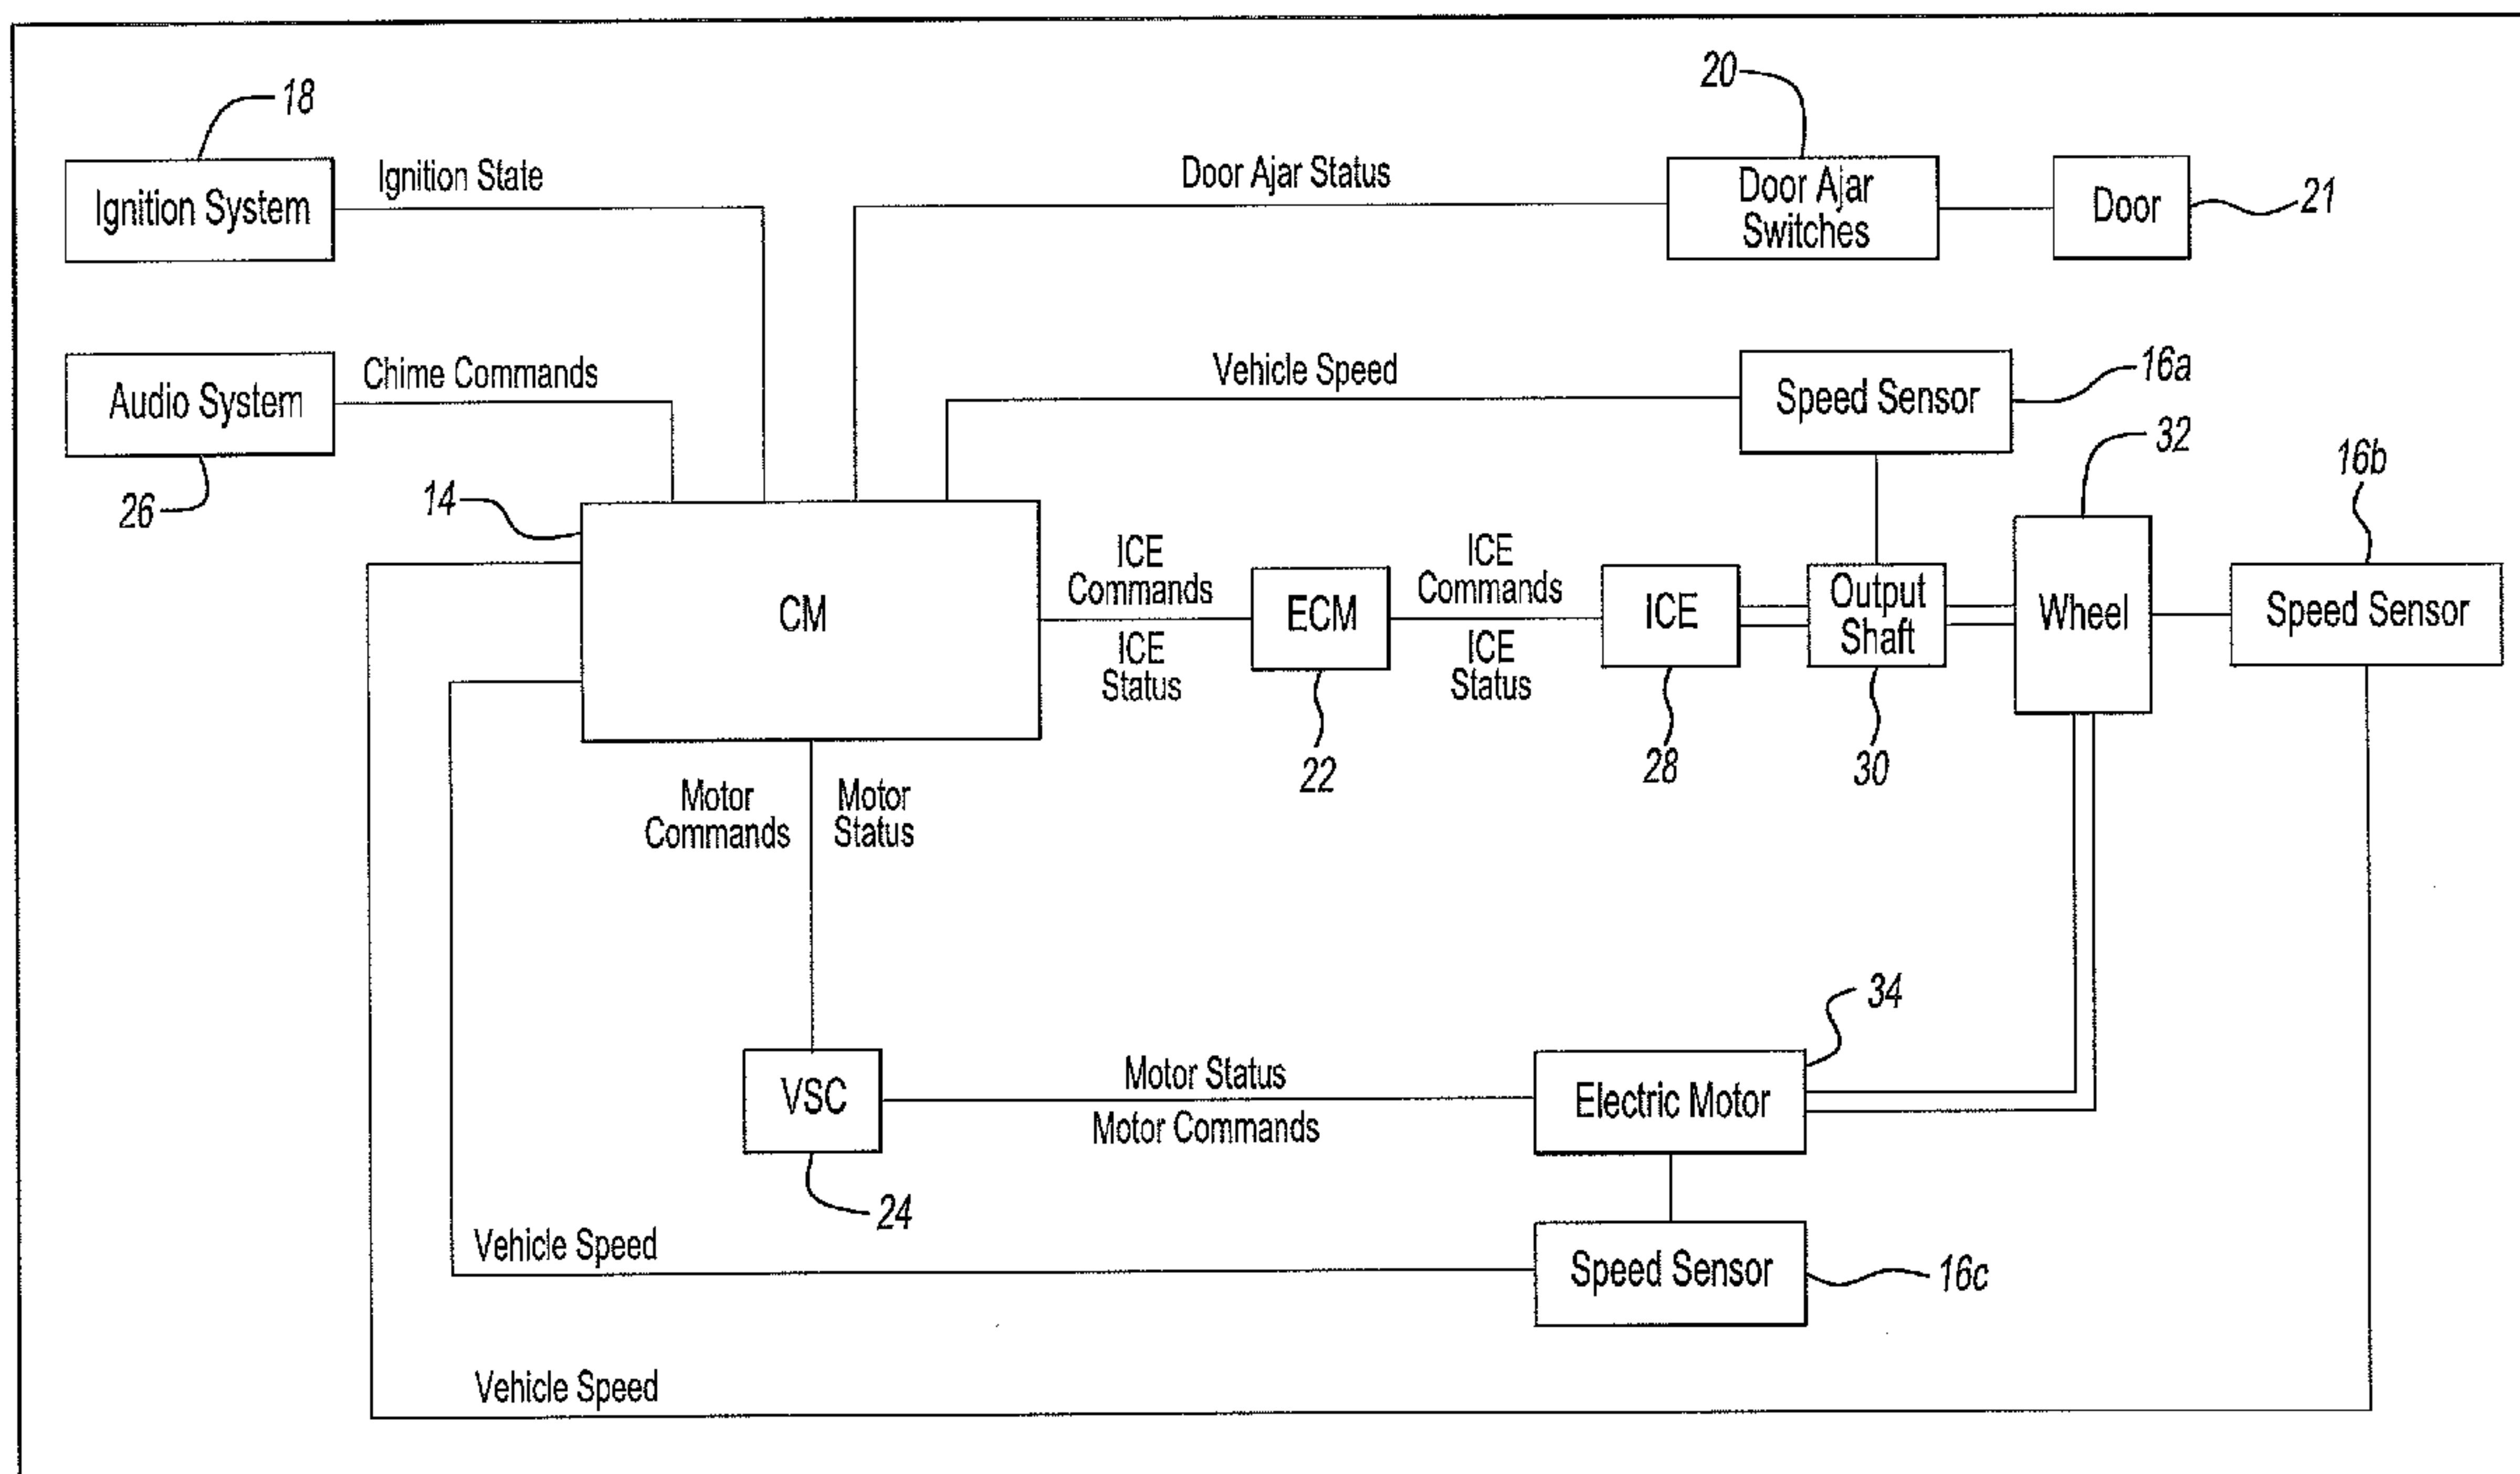 18
20
Ignition System
Ignition State
Door Ajar Status
Door Ajar
Switches
Door
21
Audio System
Chime Commands
Vehicle Speed
Speed Sensor
16a
32
16b
26
14
CM
ICE
Commands
ICE
Status
ECM
ICE
Commands
ICE
Status
ICE
Output
Shaft
Wheel
Speed Sensor
22
28
30
Motor
Commands
Motor
Status
34
VSC
Motor Status
Motor Commands
Electric Motor
24
Vehicle Speed
Speed Sensor
16c
Vehicle Speed